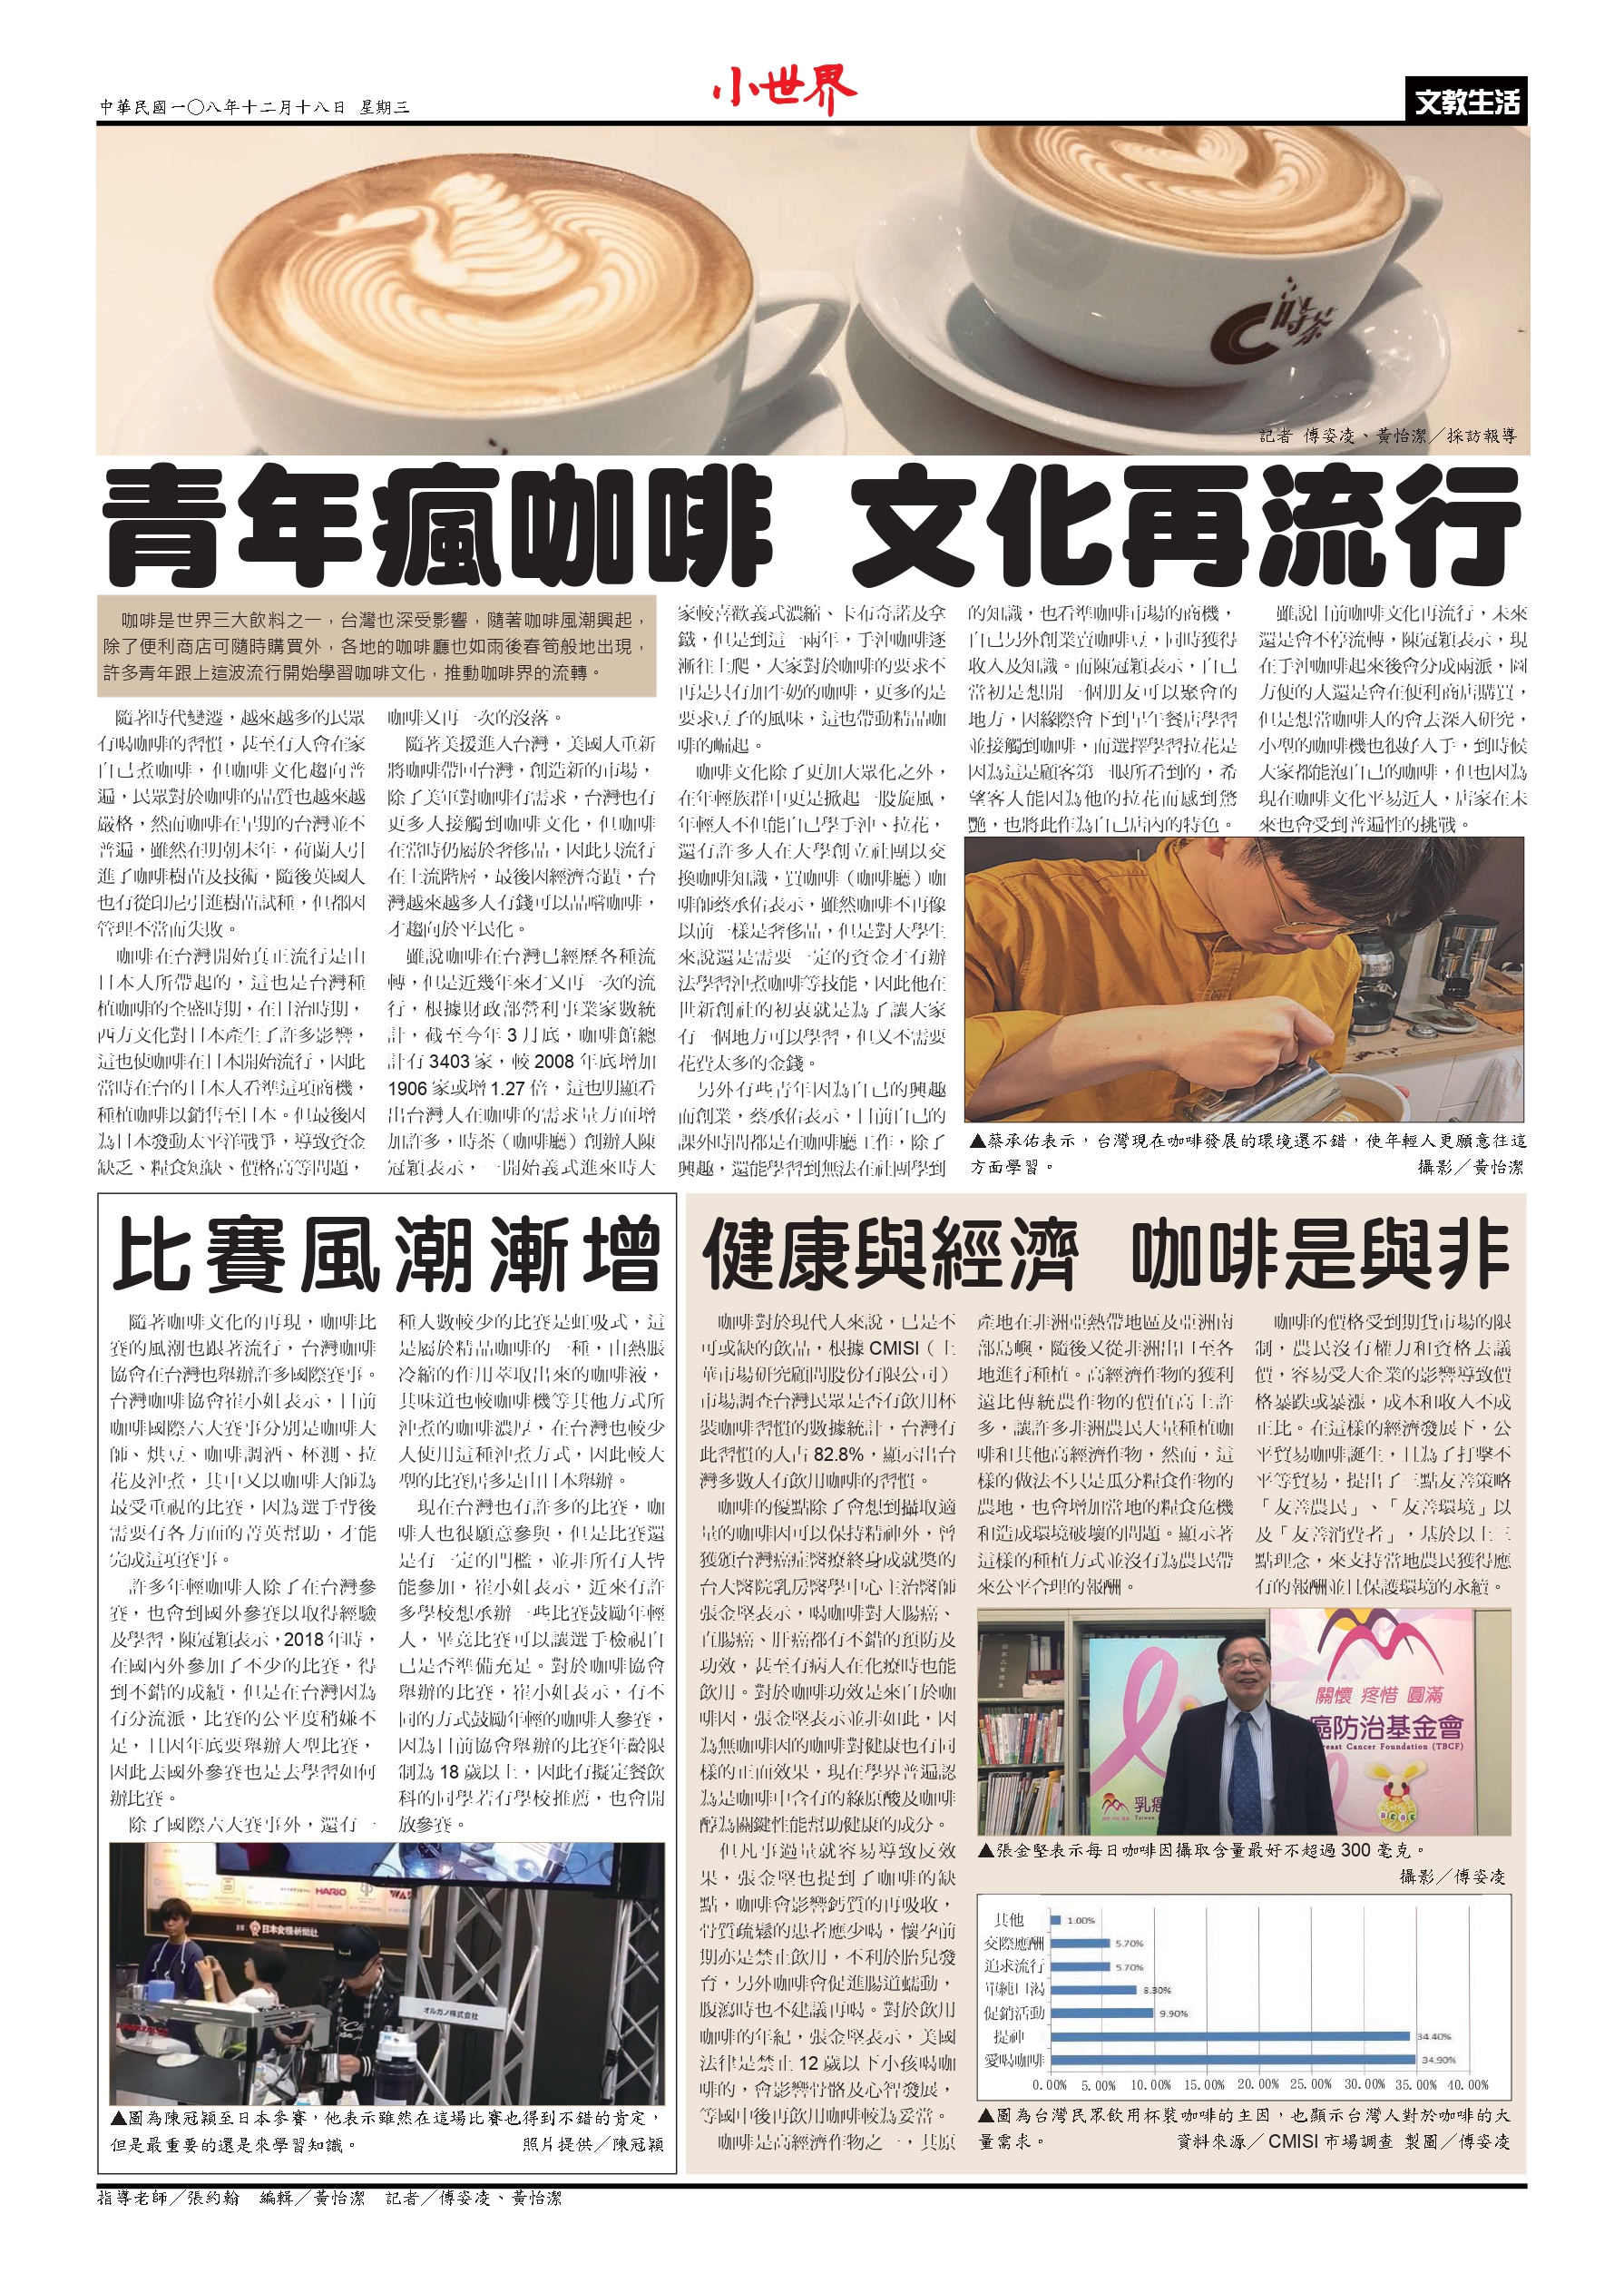 中華民國一〇八年十二月十八日 星期三
小世界
文教生活
時茶
記者 傅姿凌、黃怡潔╱採訪報導
青年瘋咖啡 文化再流行
咖啡是世界三大飲料之一，台灣也深受影響，隨著咖啡風潮興起，
除了便利商店可隨時購買外，各地的咖啡廳也如雨後春筍般地出現，
許多青年跟上這波流行開始學習咖啡文化，推動咖啡界的流轉。
隨著時代變遷，越來越多的民眾
有喝咖啡的習慣，甚至有人會在家
自己煮咖啡，但咖啡文化趨向普
遍，民眾對於咖啡的品質也越來越
嚴格，然而咖啡在早期的台灣並不
普遍，雖然在明朝末年，荷蘭人引
進了咖啡樹苗及技術，隨後英國人
也有從印尼引進樹苗試種，但都因
管理不當而失敗。
咖啡在台灣開始真正流行是由
日本人所帶起的，這也是台灣種
植咖啡的全盛時期，在日治時期，
西方文化對日本產生了許多影響，
這也使咖啡在日本開始流行，因此
當時在台的日本人看準這項商機，
種植咖啡以銷售至日本。但最後因
為日本發動太平洋戰爭，導致資金
缺乏、糧食短缺、價格高等問題，
咖啡又再一次的沒落。
隨著美援進入台灣，美國人重新
將咖啡帶回台灣，創造新的市場，
除了美軍對咖啡有需求，台灣也有
更多人接觸到咖啡文化，但咖啡
在當時仍屬於奢侈品，因此只流行
在上流階層，最後因經濟奇蹟，台
灣越來越多人有錢可以品嚐咖啡，
才趨向於平民化。
雖說咖啡在台灣已經歷各種流
轉，但是近幾年來才又再一次的流
行，根據財政部營利事業家數統
計，截至今年 3 月底，咖啡館總
計有 3403 家，較 2008 年底增加
1906 家或增 1.27 倍，這也明顯看
出台灣人在咖啡的需求量方面增
加許多，時茶（咖啡廳）創辦人陳
冠穎表示，一開始義式進來時大
家較喜歡義式濃縮、卡布奇諾及拿
鐵，但是到這一兩年，手沖咖啡逐
漸往上爬，大家對於咖啡的要求不
再是只有加牛奶的咖啡，更多的是
要求豆子的風味，這也帶動精品咖
啡的崛起。
咖啡文化除了更加大眾化之外，
在年輕族群中更是掀起一股旋風，
年輕人不但能自己學手沖、拉花，
還有許多人在大學創立社團以交
換咖啡知識，買咖啡（咖啡廳）咖
啡師蔡承佑表示，雖然咖啡不再像
以前一樣是奢侈品，但是對大學生
來說還是需要一定的資金才有辦
法學習沖煮咖啡等技能，因此他在
世新創社的初衷就是為了讓大家
有一個地方可以學習，但又不需要
花費太多的金錢。
另外有些青年因為自己的興趣
而創業，蔡承佑表示，目前自己的
課外時間都是在咖啡廳工作，除了
興趣，還能學習到無法在社團學到
的知識，也看準咖啡市場的商機，
自己另外創業賣咖啡豆，同時獲得
收入及知識。而陳冠穎表示，自己
當初是想開一個朋友可以聚會的
地方，因緣際會下到早午餐店學習
並接觸到咖啡，而選擇學習拉花是
因為這是顧客第一眼所看到的，希
望客人能因為他的拉花而感到驚
艷，也將此作為自己店內的特色。
雖說目前咖啡文化再流行，未來
還是會不停流轉，陳冠穎表示，現
在手沖咖啡起來後會分成兩派，圖
方便的人還是會在便利商店購買，
但是想當咖啡人的會去深入研究，
小型的咖啡機也很好入手，到時候
大家都能泡自己的咖啡，但也因為
現在咖啡文化平易近人，店家在未
來也會受到普遍性的挑戰。
▲蔡承佑表示，台灣現在咖啡發展的環境還不錯，使年輕人更願意往這
方面學習。 攝影╱黃怡潔
比賽風潮漸增
隨著咖啡文化的再現，咖啡比
賽的風潮也跟著流行，台灣咖啡
協會在台灣也舉辦許多國際賽事。
台灣咖啡協會崔小姐表示，目前
咖啡國際六大賽事分別是咖啡大
師、烘豆、咖啡調酒、杯測、拉
花及沖煮，其中又以咖啡大師為
最受重視的比賽，因為選手背後
需要有各方面的菁英幫助，才能
完成這項賽事。
許多年輕咖啡人除了在台灣參
賽，也會到國外參賽以取得經驗
及學習，陳冠穎表示，2018 年時，
在國內外參加了不少的比賽，得
到不錯的成績，但是在台灣因為
有分流派，比賽的公平度稍嫌不
足，且因年底要舉辦大型比賽，
因此去國外參賽也是去學習如何
辦比賽。
除了國際六大賽事外，還有一
種人數較少的比賽是虹吸式，這
是屬於精品咖啡的一種，由熱脹
冷縮的作用萃取出來的咖啡液，
其味道也較咖啡機等其他方式所
沖煮的咖啡濃厚，在台灣也較少
人使用這種沖煮方式，因此較大
型的比賽居多是由日本舉辦。
現在台灣也有許多的比賽，咖
啡人也很願意參與，但是比賽還
是有一定的門檻，並非所有人皆
能參加，崔小姐表示，近來有許
多學校想承辦一些比賽鼓勵年輕
人，畢竟比賽可以讓選手檢視自
己是否準備充足。對於咖啡協會
舉辦的比賽，崔小姐表示，有不
同的方式鼓勵年輕的咖啡人參賽，
因為目前協會舉辦的比賽年齡限
制為 18 歲以上，因此有擬定餐飲
科的同學若有學校推薦，也會開
放參賽。
HARIO
日本食糧新聞社
オルガノ株式会社
▲圖為陳冠穎至日本參賽，他表示雖然在這場比賽也得到不錯的肯定，
但是最重要的還是來學習知識。 照片提供╱陳冠穎
健康與經濟 咖啡是與非
咖啡對於現代人來說，已是不
可或缺的飲品，根據 CMISI（上
華市場研究顧問股份有限公司）
市場調查台灣民眾是否有飲用杯
裝咖啡習慣的數據統計，台灣有
此習慣的人占 82.8%，顯示出台
灣多數人有飲用咖啡的習慣。
咖啡的優點除了會想到攝取適
量的咖啡因可以保持精神外，曾
獲頒台灣癌症醫療終身成就獎的
台大醫院乳房醫學中心主治醫師
張金堅表示，喝咖啡對大腸癌、
直腸癌、肝癌都有不錯的預防及
功效，甚至有病人在化療時也能
飲用。對於咖啡功效是來自於咖
啡因，張金堅表示並非如此，因
為無咖啡因的咖啡對健康也有同
樣的正面效果，現在學界普遍認
為是咖啡中含有的綠原酸及咖啡
醇為關鍵性能幫助健康的成分。
但凡事過量就容易導致反效
果，張金堅也提到了咖啡的缺
點，咖啡會影響鈣質的再吸收，
骨質疏鬆的患者應少喝，懷孕前
期亦是禁止飲用，不利於胎兒發
育，另外咖啡會促進腸道蠕動，
腹瀉時也不建議再喝。對於飲用
咖啡的年紀，張金堅表示，美國
法律是禁止 12 歲以下小孩喝咖
啡的，會影響骨骼及心智發展，
等國中後再飲用咖啡較為妥當。
咖啡是高經濟作物之一，其原
產地在非洲亞熱帶地區及亞洲南
部島嶼，隨後又從非洲出口至各
地進行種植。高經濟作物的獲利
遠比傳統農作物的價值高上許
多，讓許多非洲農民大量種植咖
啡和其他高經濟作物，然而，這
樣的做法不只是瓜分糧食作物的
農地，也會增加當地的糧食危機
和造成環境破壞的問題。顯示著
這樣的種植方式並沒有為農民帶
來公平合理的報酬。
咖啡的價格受到期貨市場的限
制，農民沒有權力和資格去議
價，容易受大企業的影響導致價
格暴跌或暴漲，成本和收入不成
正比。在這樣的經濟發展下，公
平貿易咖啡誕生，且為了打擊不
平等貿易，提出了三點友善策略
「友善農民」、「友善環境」以
及「友善消費者」，基於以上三
點理念，來支持當地農民獲得應
有的報酬並且保護環境的永續。
關懷 疼惜 圓滿
癌防治基金會
east Cancer Foundation (TBCF)
乳癌
▲張金堅表示每日咖啡因攝取含量最好不超過 300 毫克。
攝影╱傅姿凌
其他 1.00%
交際應酬 5.70%
追求流行 5.70%
單純口渴 8.30%
促銷活動 9.90%
提神 34.40%
愛喝咖啡 34.90%
0.00% 5.00% 10.00% 15.00% 20.00% 25.00% 30.00% 35.00% 40.00%
▲圖為台灣民眾飲用杯裝咖啡的主因，也顯示台灣人對於咖啡的大
量需求。 資料來源╱ CMISI 市場調查 製圖╱傅姿凌
指導老師╱張約翰 編輯╱黃怡潔 記者╱傅姿凌、黃怡潔